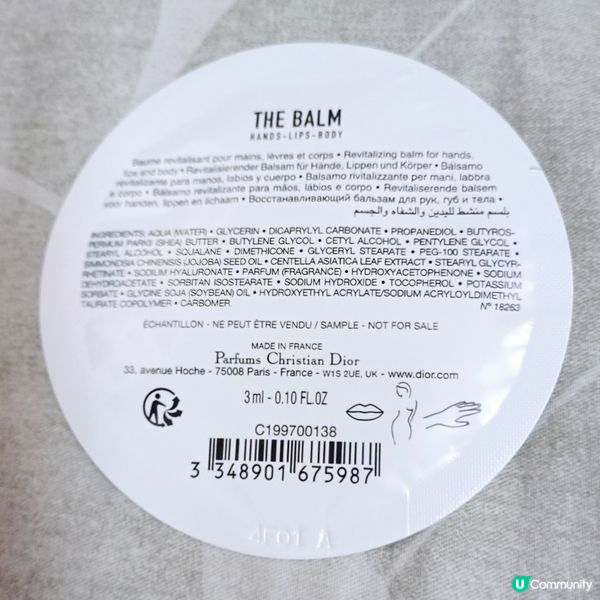 THE BALM
HANDS-LIPS-BODY
Baume revitalisant pour mains, lèvres et corps • Revitalizing balm for hands,
lips and body • Revitalisierender Balsam für Hände, Lippen und Körper • Bálsamo
revitalizante para manos, labios y cuerpo • Balsamo rivitalizzante per mani, labbra
e corpo • Bálsamo revitalizante para mãos, lábios e corpo • Revitaliserende balsem
voor handen, lippen en lichaam • Восстанавливающий бальзам для рук, губ и тела •
بلسم منشط لليدين والشفاه والجسم
INGREDIENTS: AQUA (WATER) • GLYCERIN • DICAPRYLYL CARBONATE • PROPANEDIOL • BUTYROS-
PERMUM PARKII (SHEA) BUTTER • BUTYLENE GLYCOL • CETYL ALCOHOL • PENTYLENE GLYCOL •
STEARYL ALCOHOL • SQUALANE • DIMETHICONE • GLYCERYL STEARATE • PEG-100 STEARATE •
SIMMONDSIA CHINENSIS (JOJOBA) SEED OIL • CENTELLA ASIATICA LEAF EXTRACT • STEARYL GLYCYR-
RHETINATE • SODIUM HYALURONATE • PARFUM (FRAGRANCE) • HYDROXYACETOPHENONE • SODIUM
DEHYDROACETATE • SORBITAN ISOSTEARATE • SODIUM HYDROXIDE • TOCOPHEROL • POTASSIUM
SORBATE • GLYCINE SOJA (SOYBEAN) OIL • HYDROXYETHYL ACRYLATE/SODIUM ACRYLOYLDIMETHYL
TAURATE COPOLYMER • CARBOMER.
N° 18263
ÉCHANTILLON - NE PEUT ÊTRE VENDU / SAMPLE - NOT FOR SALE
MADE IN FRANCE
Parfums Christian Dior
33, avenue Hoche - 75008 Paris - France - W1S 2UE, UK - www.dior.com
3 ml - 0.10 FL.OZ
C199700138
3 348901 675987
4F01 A
U Community